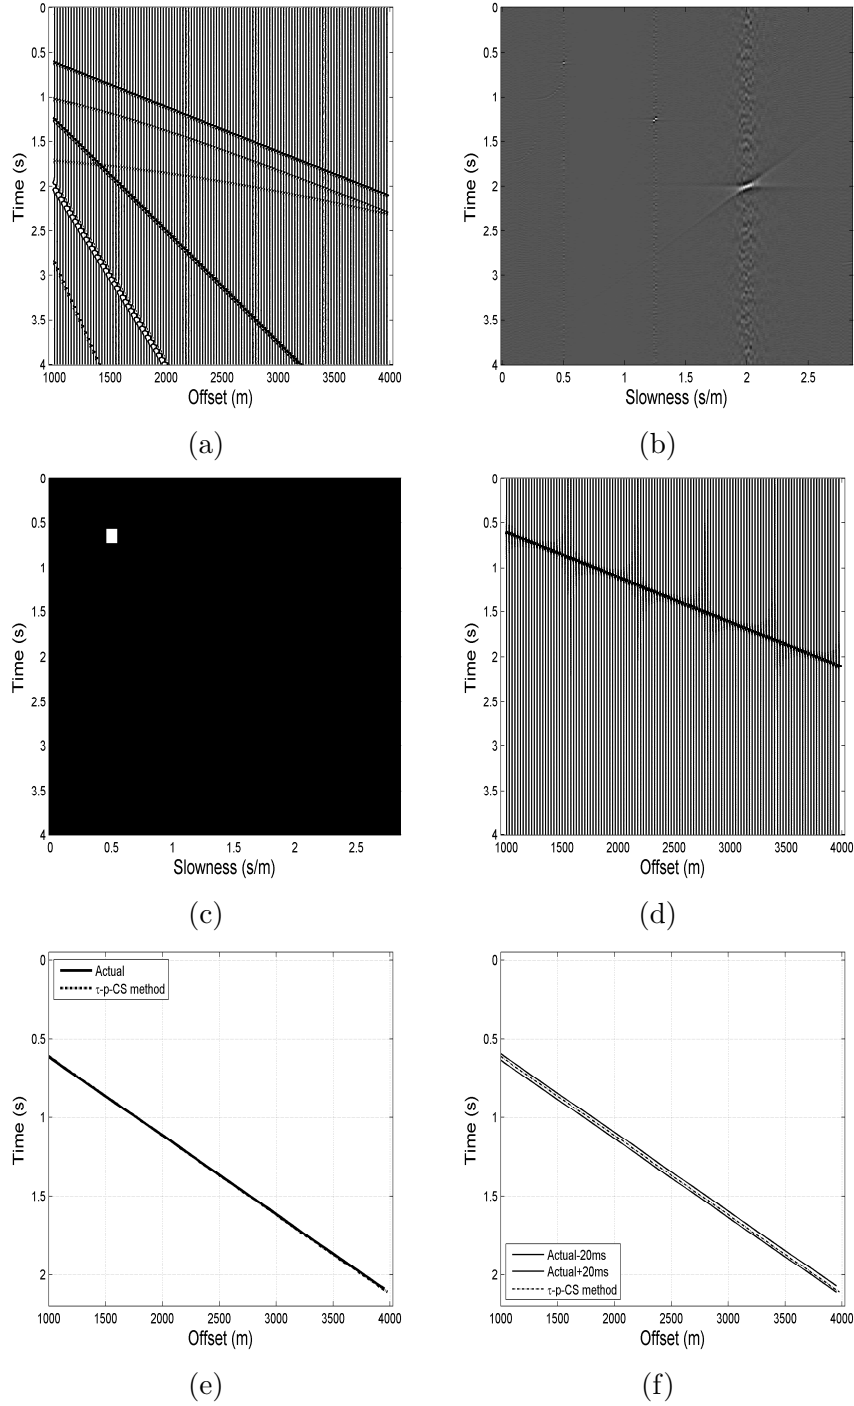 0
0.5
1
1.5
2
2.5
3
3.5
4
Time (s)
1000 1500 2000 2500 3000 3500 4000
Offset (m)
(a)
0
0.5
1
1.5
2
2.5
3
3.5
4
Time (s)
0 0.5 1 1.5 2 2.5
Slowness (s/m)
(b)
0
0.5
1
1.5
2
2.5
3
3.5
4
Time (s)
0 0.5 1 1.5 2 2.5
Slowness (s/m)
(c)
0
0.5
1
1.5
2
2.5
3
3.5
4
Time (s)
1000 1500 2000 2500 3000 3500 4000
Offset (m)
(d)
Actual
τ-p-CS method
0
0.5
1
1.5
2
Time (s)
1000 1500 2000 2500 3000 3500 4000
Offset (m)
(e)
0
0.5
1
1.5
2
Time (s)
Actual-20ms
Actual+20ms
τ-p-CS method
1000 1500 2000 2500 3000 3500 4000
Offset (m)
(f)